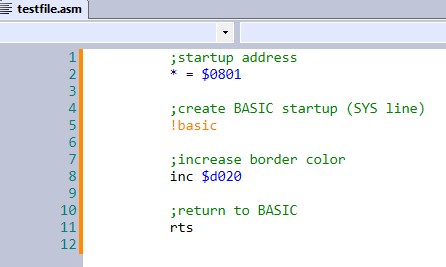 testfile.asm
1 ;startup address
2 * = $0801
3
4 ;create BASIC startup (SYS line)
5 !basic
6
7 ;increase border color
8 inc $d020
9
10 ;return to BASIC
11 rts
12